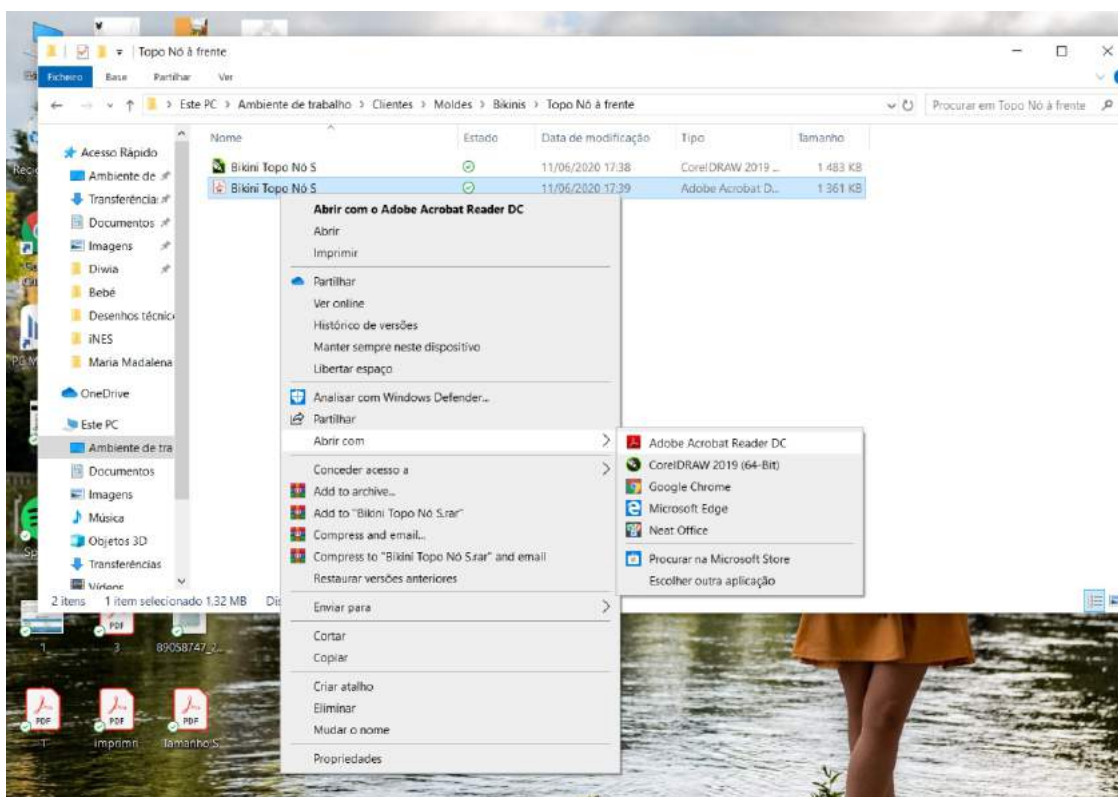 Topo Nó à frente
Ficheiro Base Partilhar Ver
Este PC > Ambiente de trabalho > Clientes > Moldes > Bikinis > Topo Nó à frente
Procurar em Topo Nó à frente
Nome Estado Data de modificação Tipo Tamanho
Bikini Topo Nó S 11/06/2020 17:38 CorelDRAW 2019 ... 1 483 KB
Bikini Topo Nó S 11/06/2020 17:39 Adobe Acrobat D... 1 361 KB
Acesso Rápido
Ambiente de
Transferências
Documentos
Imagens
Diwia
Bebé
Desenhos técnic
iNES
Maria Madalena
OneDrive
Este PC
Ambiente de tra
Documentos
Imagens
Música
Objetos 3D
Transferências
Vídeos
Abrir com o Adobe Acrobat Reader DC
Abrir
Imprimir
Partilhar
Ver online
Histórico de versões
Manter sempre neste dispositivo
Libertar espaço
Analisar com Windows Defender...
Partilhar
Abrir com
Conceder acesso a
Add to archive...
Add to "Bikini Topo Nó S.rar"
Compress and email...
Compress to "Bikini Topo Nó S.rar" and email
Restaurar versões anteriores
Enviar para
Cortar
Copiar
Criar atalho
Eliminar
Mudar o nome
Propriedades
Adobe Acrobat Reader DC
CorelDRAW 2019 (64-Bit)
Google Chrome
Microsoft Edge
Neat Office
Procurar na Microsoft Store
Escolher outra aplicação
2 itens 1 item selecionado 1,32 MB
PDF
1 3 89058747_2...
PDF PDF PDF
1 imprimri Tamanho S...